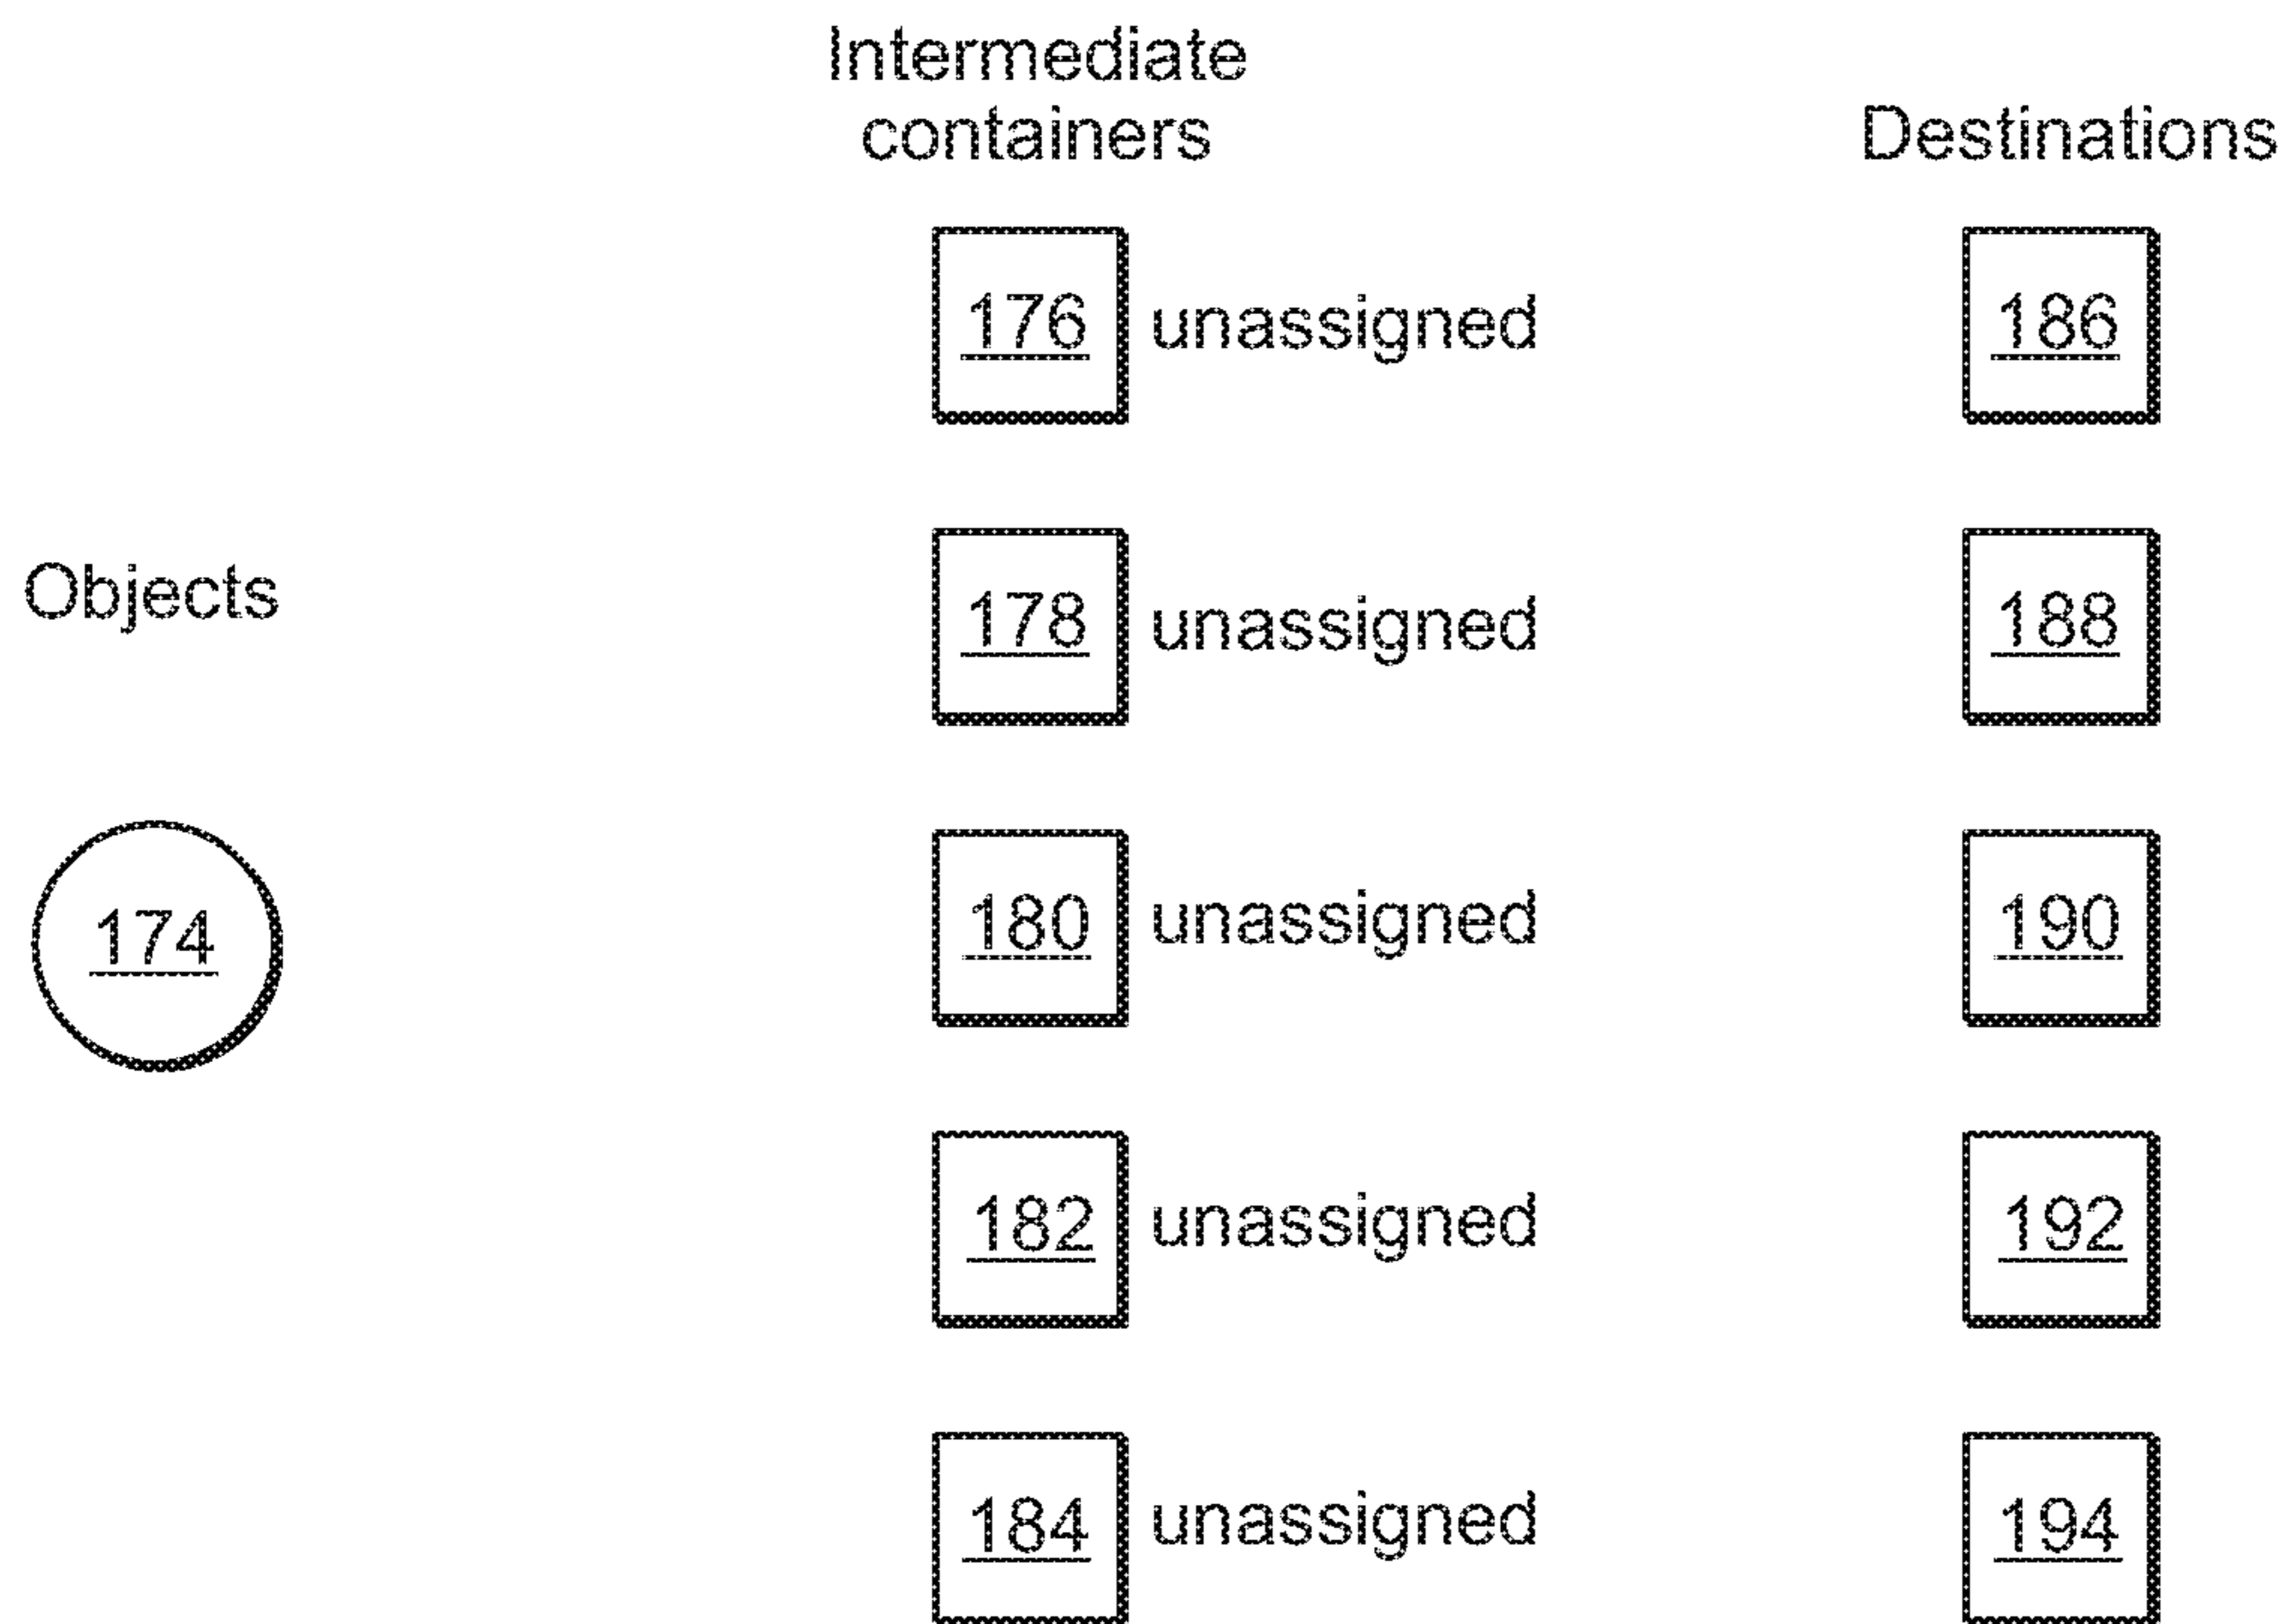 Intermediate
containers
Destinations
176 unassigned
186
Objects
178 unassigned
188
174
180 unassigned
190
182 unassigned
192
184 unassigned
194